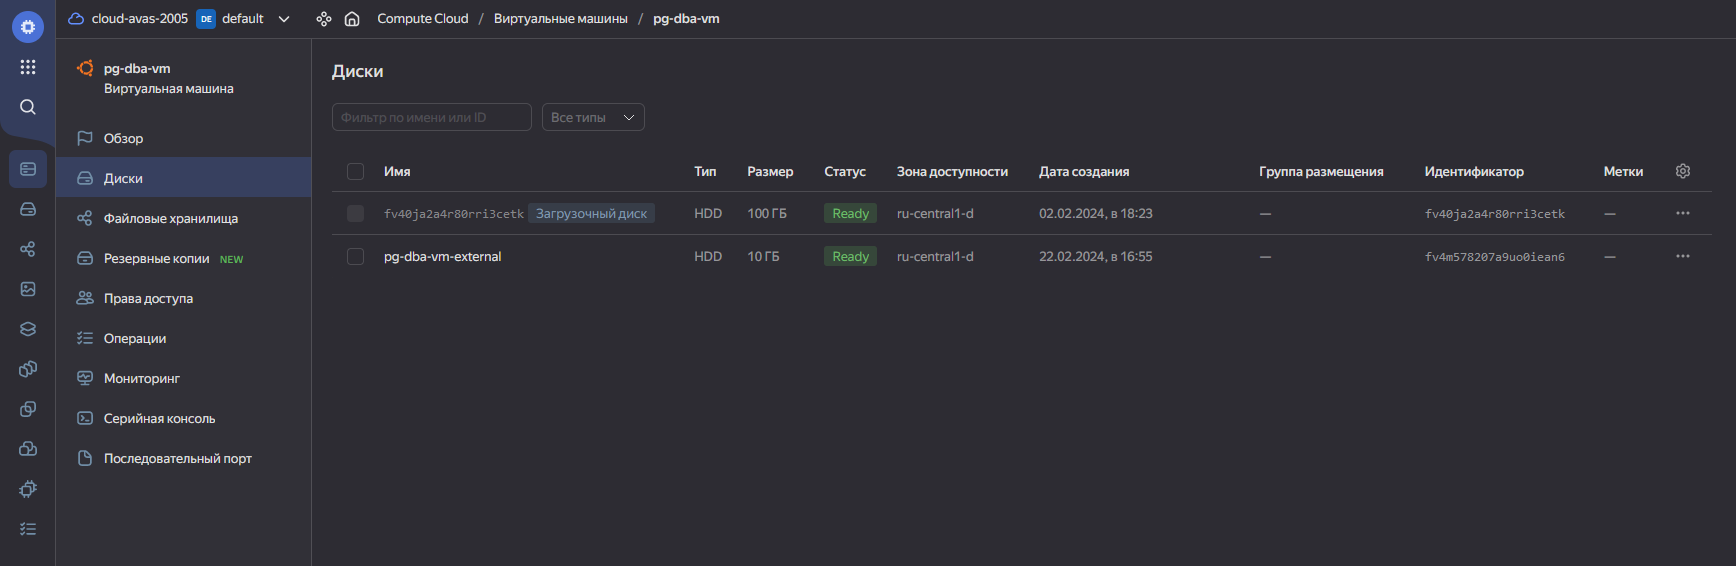 cloud-avas-2005 DE default Compute Cloud / Виртуальные машины / pg-dba-vm
pg-dba-vm
Виртуальная машина
Обзор
Диски
Файловые хранилища
Резервные копии NEW
Права доступа
Операции
Мониторинг
Серийная консоль
Последовательный порт
Диски
Фильтр по имени или ID Все типы
Имя Тип Размер Статус Зона доступности Дата создания Группа размещения Идентификатор Метки
fv40ja2a4r80rri3cetk Загрузочный диск HDD 100 ГБ Ready ru-central1-d 02.02.2024, в 18:23 — fv40ja2a4r80rri3cetk —
pg-dba-vm-external HDD 10 ГБ Ready ru-central1-d 22.02.2024, в 16:55 — fv4m578207a9uo0iean6 —